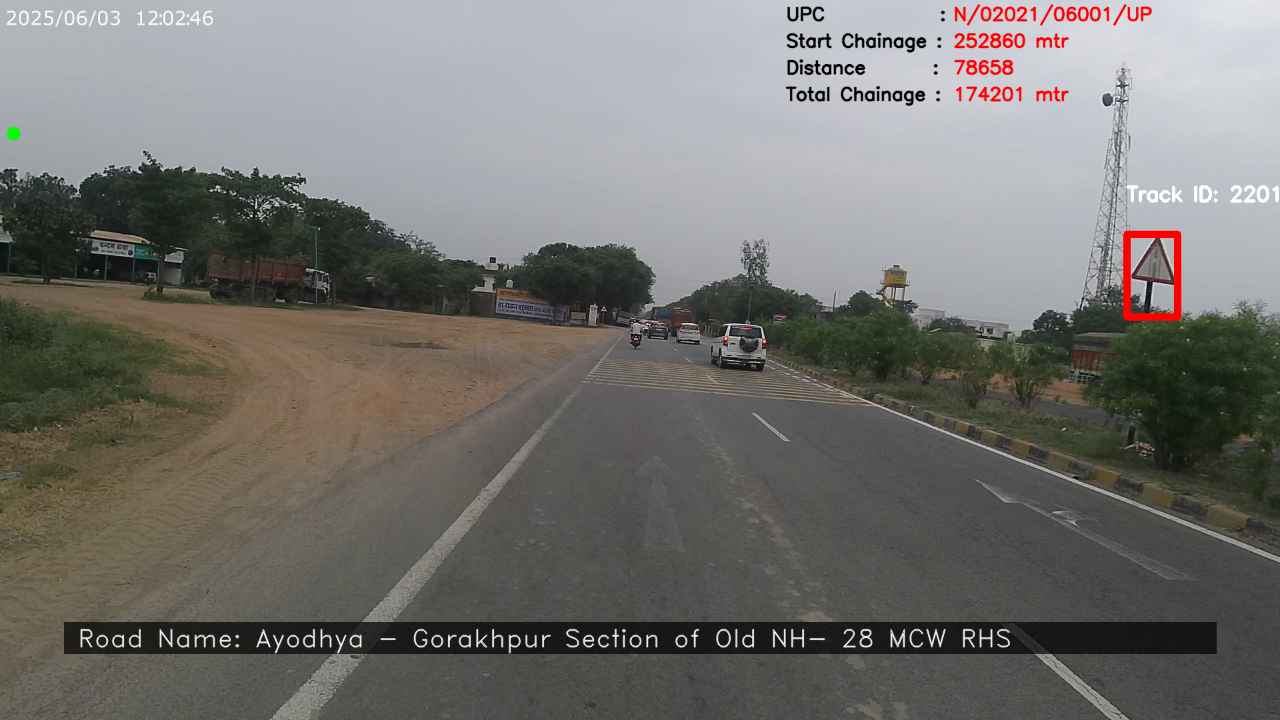 2025/06/03 12:02:46
UPC : N/02021/06001/UP
Start Chainage : 252860 mtr
Distance : 78658
Total Chainage : 174201 mtr
Track ID: 2201
Road Name: Ayodhya - Gorakhpur Section of Old NH- 28 MCW RHS